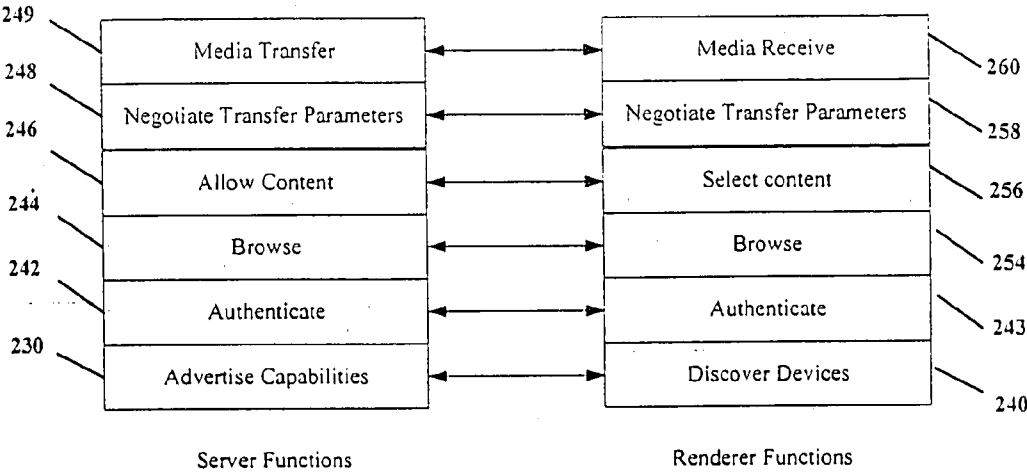 249
Media Transfer
Media Receive
260
248
Negotiate Transfer Parameters
Negotiate Transfer Parameters
258
246
Allow Content
Select content
256
244
Browse
Browse
254
242
Authenticate
Authenticate
243
230
Advertise Capabilities
Discover Devices
240
Server Functions
Renderer Functions